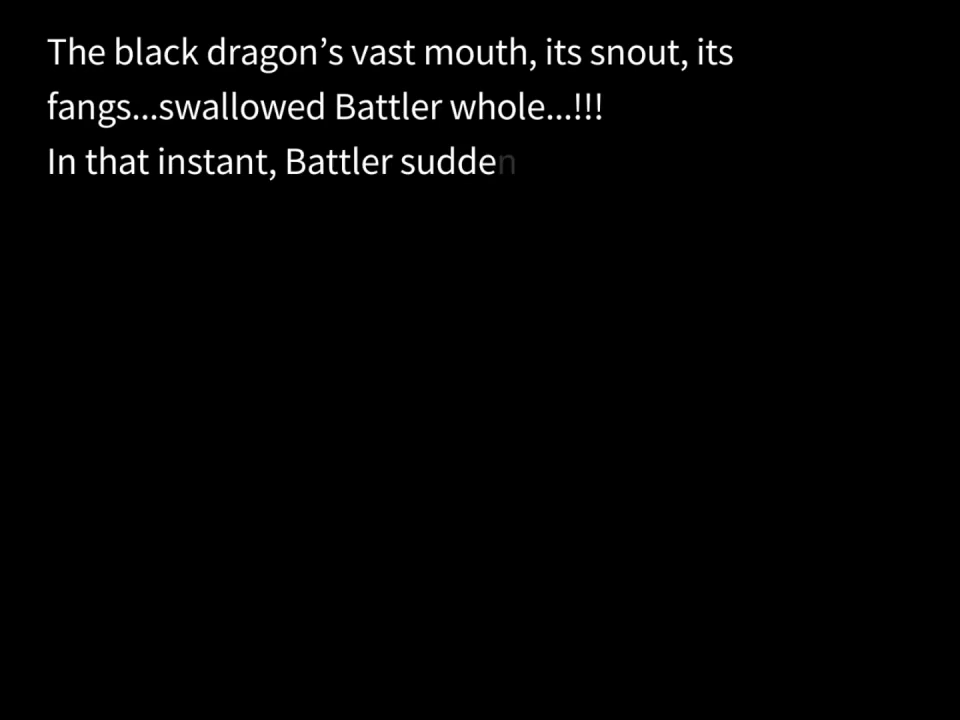 The black dragon’s vast mouth, its snout, its
fangs...swallowed Battler whole...!!!
In that instant, Battler sudden